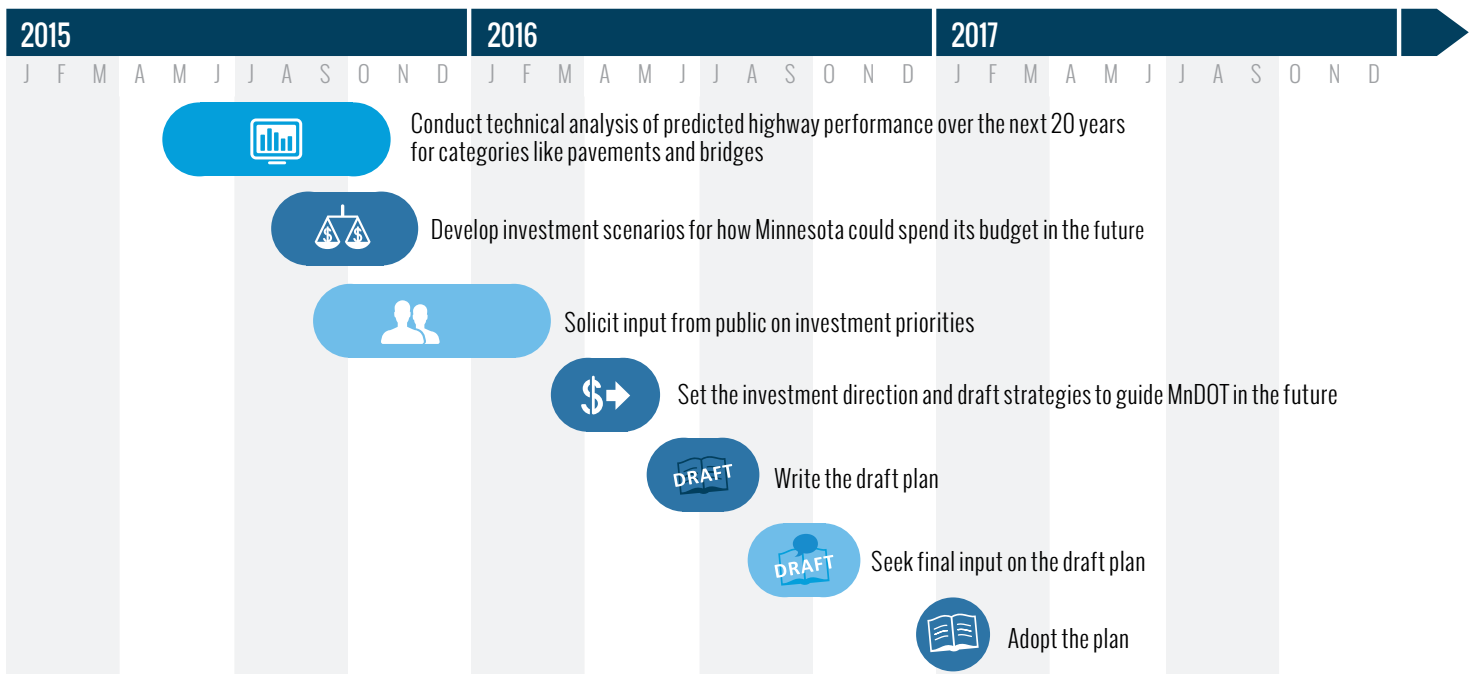 2015 2016 2017
J F M A M J J A S O N D J F M A M J J A S O N D J F M A M J J A S O N D
Conduct technical analysis of predicted highway performance over the next 20 years
for categories like pavements and bridges
$ $
Develop investment scenarios for how Minnesota could spend its budget in the future
Solicit input from public on investment priorities
$
Set the investment direction and draft strategies to guide MnDOT in the future
DRAFT
Write the draft plan
DRAFT
Seek final input on the draft plan
Adopt the plan